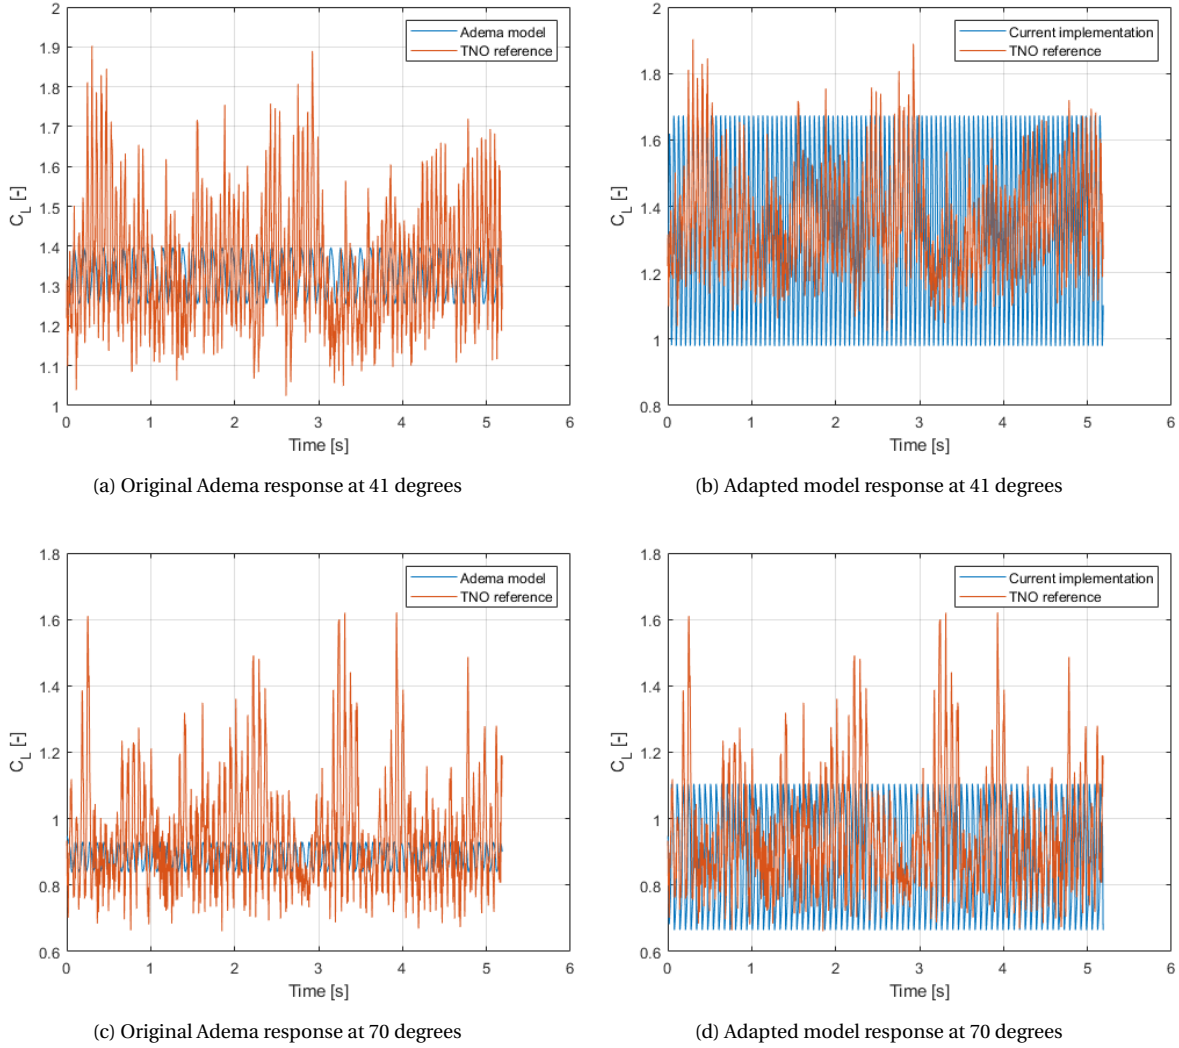 2
1.9
1.8
1.7
1.6
1.5
1.4
1.3
1.2
1.1
1
C_L [-]
0 1 2 3 4 5 6
Time [s]
Adema model
TNO reference
(a) Original Adema response at 41 degrees
2
1.8
1.6
1.4
1.2
1
0.8
C_L [-]
0 1 2 3 4 5 6
Time [s]
Current implementation
TNO reference
(b) Adapted model response at 41 degrees
1.8
1.6
1.4
1.2
1
0.8
0.6
C_L [-]
0 1 2 3 4 5 6
Time [s]
Adema model
TNO reference
(c) Original Adema response at 70 degrees
1.8
1.6
1.4
1.2
1
0.8
0.6
C_L [-]
0 1 2 3 4 5 6
Time [s]
Current implementation
TNO reference
(d) Adapted model response at 70 degrees